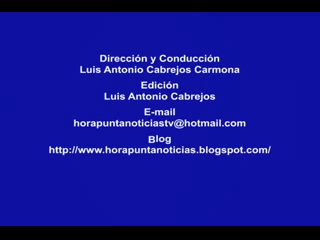 Dirección y Conducción
Luis Antonio Cabrejos Carmona
Edición
Luis Antonio Cabrejos
E-mail
horapuntanoticiastv@hotmail.com
Blog
http://www.horapuntanoticias.blogspot.com/